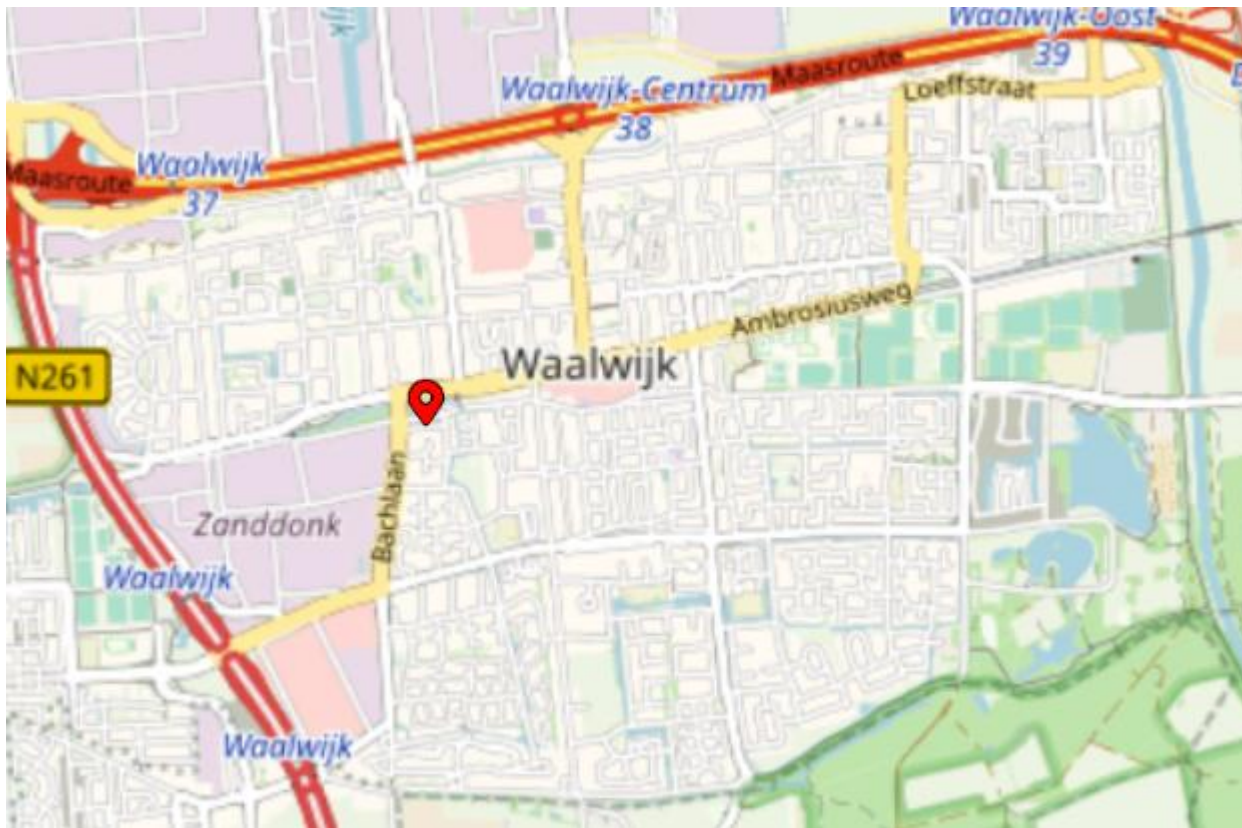 Waalwijk-Oost
39
Maasroute
Loeffstraat
Waalwijk-Centrum
38
Waalwijk
37
Maasroute
Ambrosiusweg
Waalwijk
N261
Bachlaan
Zanddonk
Waalwijk
Waalwijk